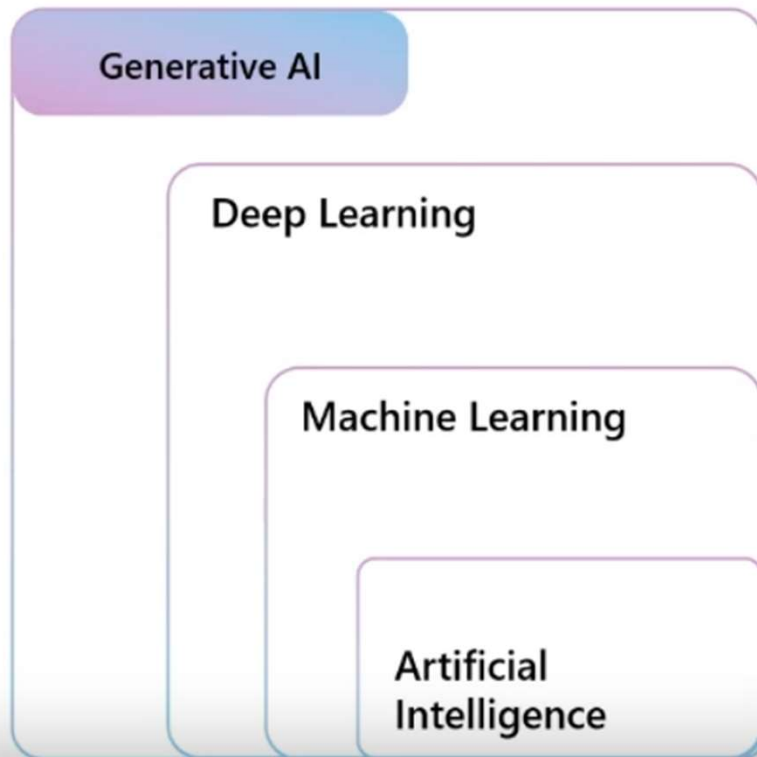 Generative AI
Deep Learning
Machine Learning
Artificial
Intelligence